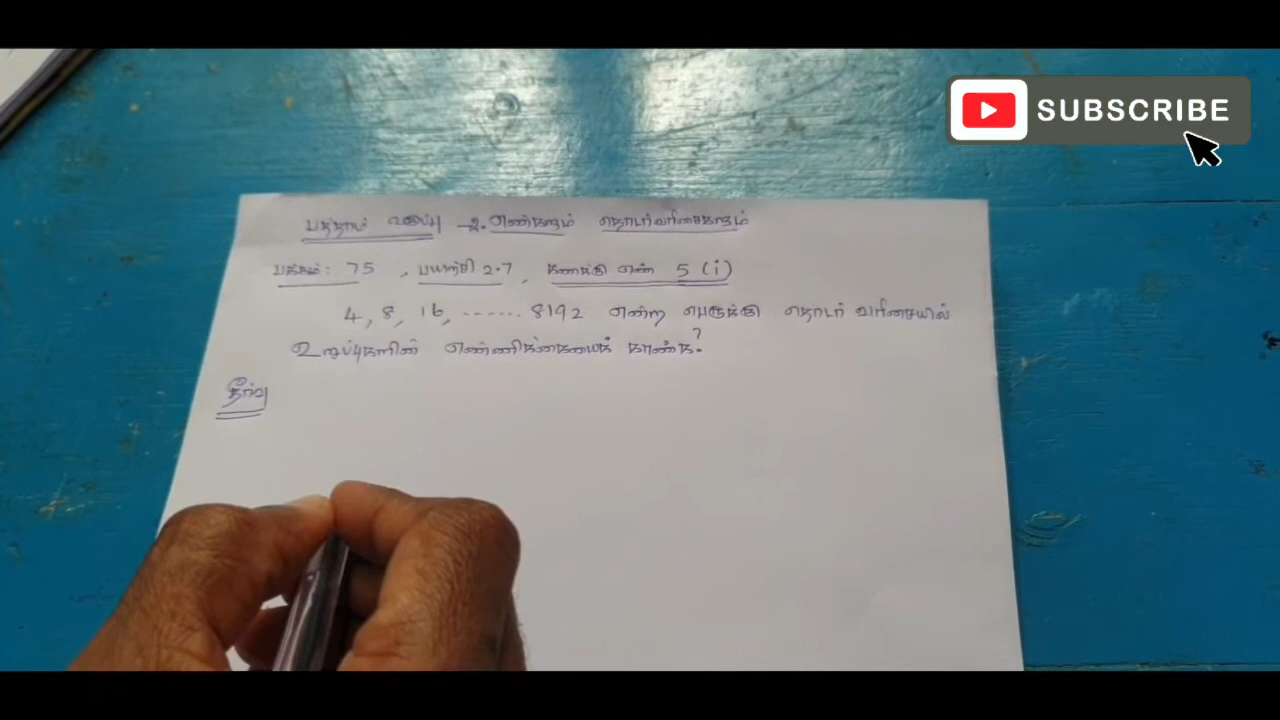 SUBSCRIBE
பத்தாம் வகுப்பு -2. எண்களும் தொடர்வரிசைகளும்
பக்கம்: 75 , பயிற்சி 2.7 , கணக்கு எண் 5 (i)
4, 8, 16, ...... 8192 என்ற பெருக்கு தொடர் வரிசையில்
உறுப்புகளின் எண்ணிக்கையைக் காண்க?
தீர்வு